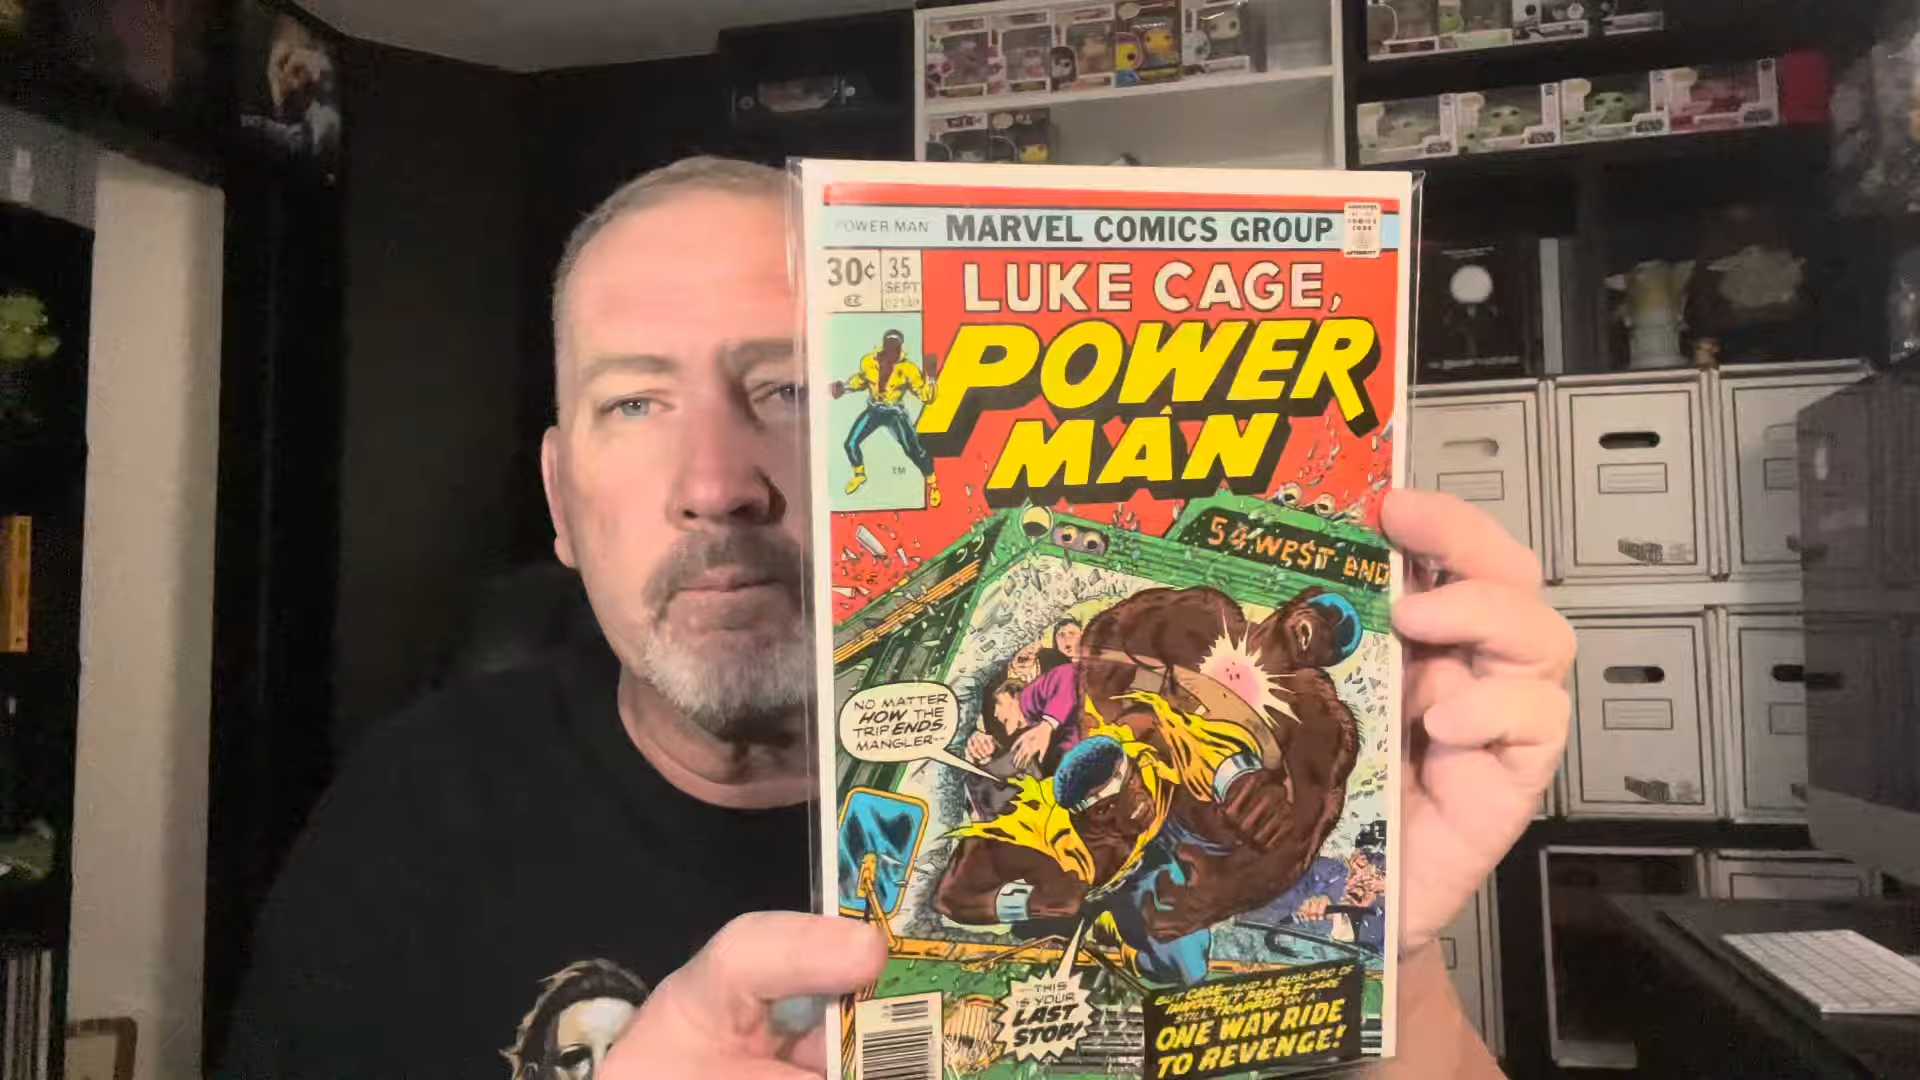 POWER MAN
MARVEL COMICS GROUP
30¢
35
SEPT
LUKE CAGE,
POWER
MAN
TM
54 WEST END
NO MATTER
HOW THE
TRIP ENDS,
MANGLER--
--THIS
IS YOUR
LAST
STOP!
BUT CAGE--AND A BUSLOAD OF
INNOCENT PEOPLE--ARE
STILL TRAPPED ON A
ONE WAY RIDE
TO REVENGE!